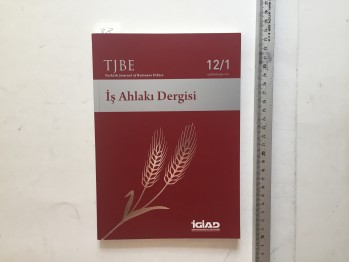 TJBE
Turkish Journal of Business Ethics
12/1
İş Ahlakı Dergisi
İGİAD